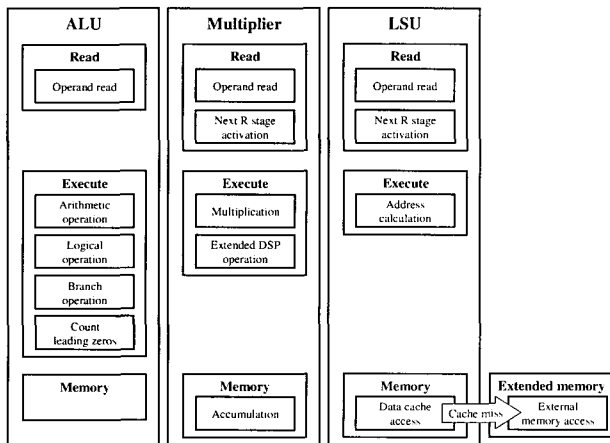 ALU
Read
Operand read
Execute
Arithmetic
operation
Logical
operation
Branch
operation
Count
leading zeros
Memory
Multiplier
Read
Operand read
Next R stage
activation
Execute
Multiplication
Extended DSP
operation
Memory
Accumulation
LSU
Read
Operand read
Next R stage
activation
Execute
Address
calculation
Memory
Data cache
access
Cache miss
Extended memory
External
memory access